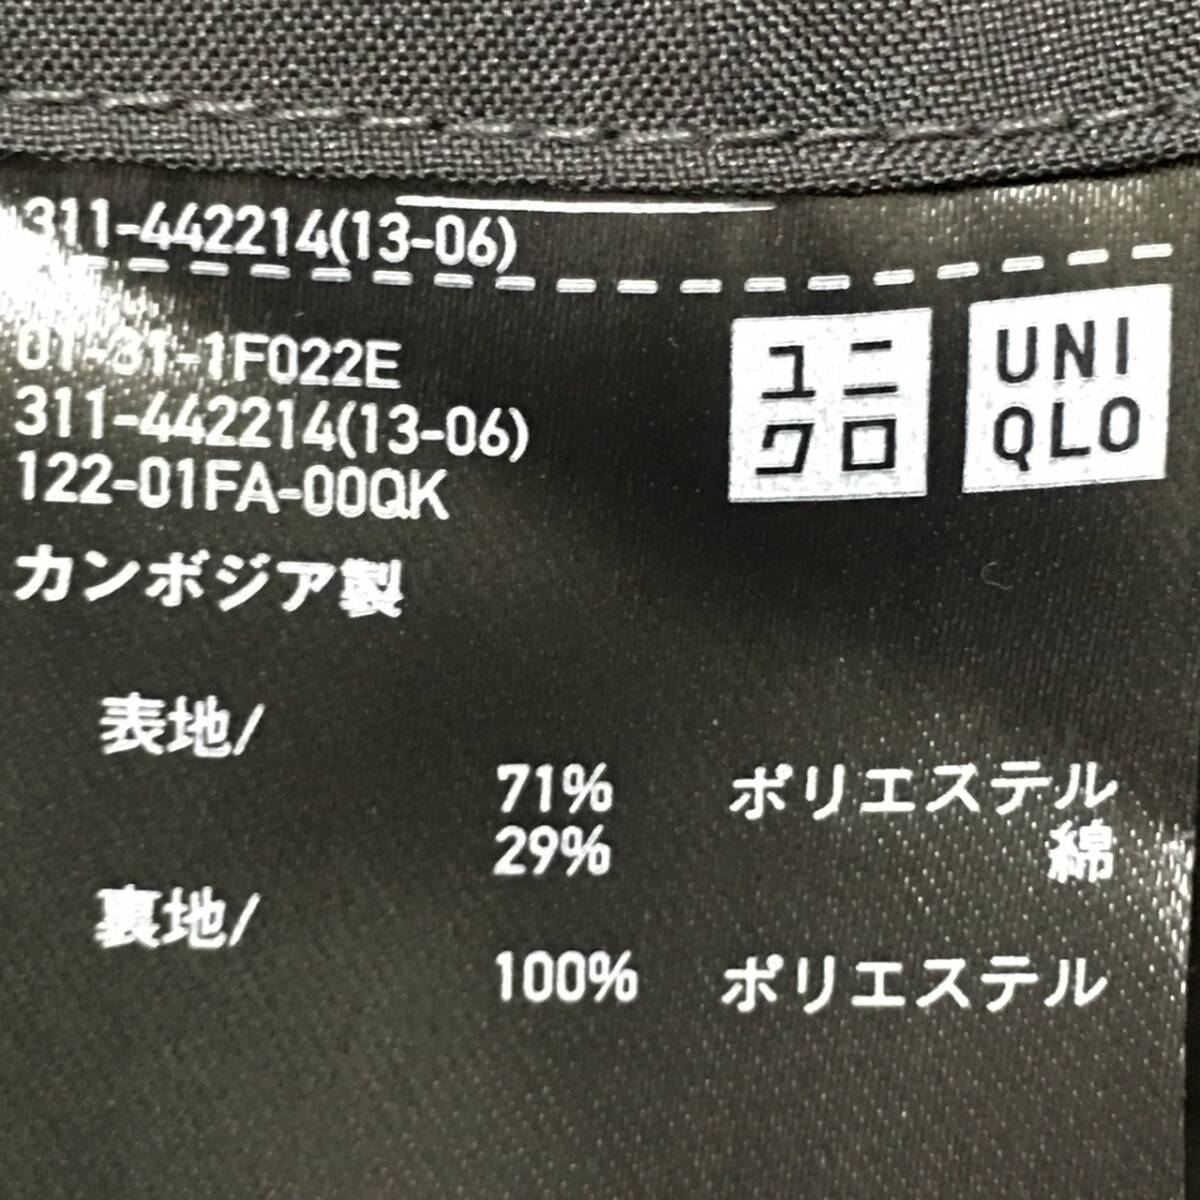 311-442214(13-06)
01-31-1F022E
311-442214(13-06)
122-01FA-00QK
ユニ
クロ
UNI
QLO
カンボジア製
表地/
71% ポリエステル
29% 綿
裏地/
100% ポリエステル